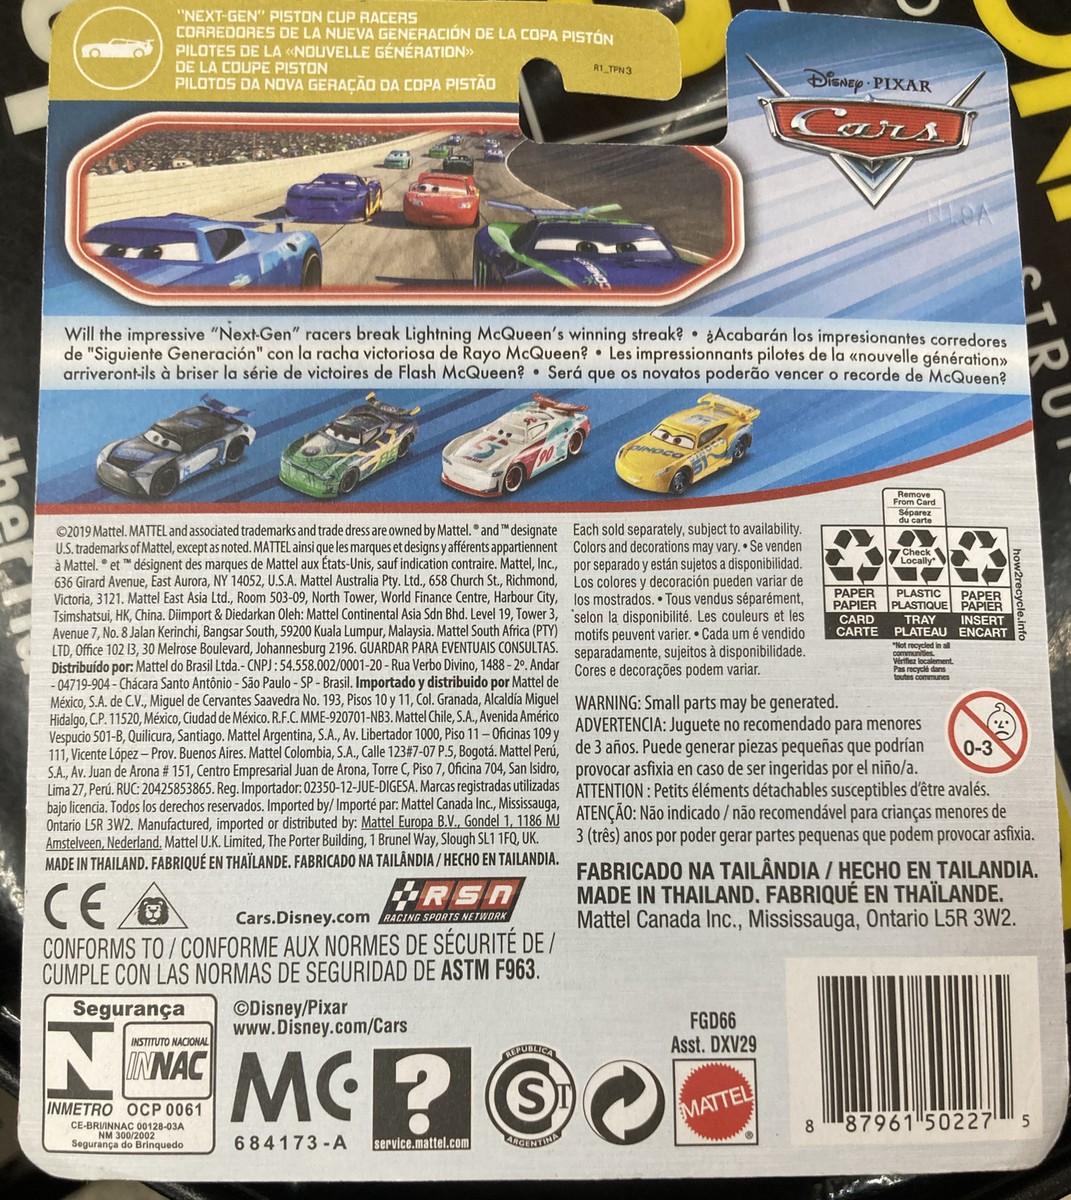 "NEXT-GEN" PISTON CUP RACERS
CORREDORES DE LA NUEVA GENERACIÓN DE LA COPA PISTÓN
PILOTES DE LA «NOUVELLE GÉNÉRATION»
DE LA COUPE PISTON
PILOTOS DA NOVA GERAÇÃO DA COPA PISTÃO
R1_TPN3
Disney · PIXAR
Cars
Will the impressive "Next-Gen" racers break Lightning McQueen's winning streak? • ¿Acabarán los impresionantes corredores
de "Siguiente Generación" con la racha victoriosa de Rayo McQueen? • Les impressionnants pilotes de la «nouvelle génération»
arriveront-ils à briser la série de victoires de Flash McQueen? • Será que os novatos poderão vencer o recorde de McQueen?
©2019 Mattel. MATTEL and associated trademarks and trade dress are owned by Mattel. ® and ™ designate
U.S. trademarks of Mattel, except as noted. MATTEL ainsi que les marques et designs y afférents appartiennent
à Mattel. ® et ™ désignent des marques de Mattel aux États-Unis, sauf indication contraire. Mattel, Inc.,
636 Girard Avenue, East Aurora, NY 14052, U.S.A. Mattel Australia Pty. Ltd., 658 Church St., Richmond,
Victoria, 3121. Mattel East Asia Ltd., Room 503-09, North Tower, World Finance Centre, Harbour City,
Tsimshatsui, HK, China. Diimport & Diedarkan Oleh: Mattel Continental Asia Sdn Bhd. Level 19, Tower 3,
Avenue 7, No. 8 Jalan Kerinchi, Bangsar South, 59200 Kuala Lumpur, Malaysia. Mattel South Africa (PTY)
LTD, Office 102 I3, 30 Melrose Boulevard, Johannesburg 2196. GUARDAR PARA EVENTUAIS CONSULTAS.
Distribuído por: Mattel do Brasil Ltda.- CNPJ : 54.558.002/0001-20 - Rua Verbo Divino, 1488 - 2º. Andar
- 04719-904 - Chácara Santo Antônio - São Paulo - SP - Brasil. Importado y distribuido por Mattel de
México, S.A. de C.V., Miguel de Cervantes Saavedra No. 193, Pisos 10 y 11, Col. Granada, Alcaldía Miguel
Hidalgo, C.P. 11520, México, Ciudad de México. R.F.C. MME-920701-NB3. Mattel Chile, S.A., Avenida Américo
Vespucio 501-B, Quilicura, Santiago. Mattel Argentina, S.A., Av. Libertador 1000, Piso 11 – Oficinas 109 y
111, Vicente López – Prov. Buenos Aires. Mattel Colombia, S.A., Calle 123#7-07 P.5, Bogotá. Mattel Perú,
S.A., Av. Juan de Arona # 151, Centro Empresarial Juan de Arona, Torre C, Piso 7, Oficina 704, San Isidro,
Lima 27, Perú. RUC: 20425853865. Reg. Importador: 02350-12-JUE-DIGESA. Marcas registradas utilizadas
bajo licencia. Todos los derechos reservados. Imported by/ Importé par: Mattel Canada Inc., Mississauga,
Ontario L5R 3W2. Manufactured, imported or distributed by: Mattel Europa B.V., Gondel 1, 1186 MJ
Amstelveen, Nederland. Mattel U.K. Limited, The Porter Building, 1 Brunel Way, Slough SL1 1FQ, UK.
MADE IN THAILAND. FABRIQUÉ EN THAÏLANDE. FABRICADO NA TAILÂNDIA / HECHO EN TAILANDIA.
Each sold separately, subject to availability.
Colors and decorations may vary. • Se venden
por separado y están sujetos a disponibilidad.
Los colores y decoración pueden variar de
los mostrados. • Tous vendus séparément,
selon la disponibilité. Les couleurs et les
motifs peuvent varier. • Cada um é vendido
separadamente, sujeitos à disponibilidade.
Cores e decorações podem variar.
Remove
From Card
Séparez
du carte
Check
Locally*
PAPER
PAPIER
CARD
CARTE
PLASTIC
PLASTIQUE
TRAY
PLATEAU
PAPER
PAPIER
INSERT
ENCART
*Not recycled in all
communities.
Vérifiez localement.
Pas recyclé dans
toutes communes
how2recycle.info
WARNING: Small parts may be generated.
ADVERTENCIA: Juguete no recomendado para menores
de 3 años. Puede generar piezas pequeñas que podrían
provocar asfixia en caso de ser ingeridas por el niño/a.
ATTENTION : Petits éléments détachables susceptibles d'être avalés.
ATENÇÃO: Não indicado / não recomendável para crianças menores de
3 (três) anos por poder gerar partes pequenas que podem provocar asfixia.
0-3
FABRICADO NA TAILÂNDIA / HECHO EN TAILANDIA.
MADE IN THAILAND. FABRIQUÉ EN THAÏLANDE.
Mattel Canada Inc., Mississauga, Ontario L5R 3W2.
CE
Cars.Disney.com
RSN
RACING SPORTS NETWORK
CONFORMS TO / CONFORME AUX NORMES DE SÉCURITÉ DE /
CUMPLE CON LAS NORMAS DE SEGURIDAD DE ASTM F963.
Segurança
INSTITUTO NACIONAL
INNAC
INMETRO OCP 0061
CE-BRI/INNAC 00128-03A
NM 300/2002
Segurança do Brinquedo
©Disney/Pixar
www.Disney.com/Cars
MC
684173-A
?
service.mattel.com
REPUBLICA
S T
ARGENTINA
FGD66
Asst. DXV29
MATTEL
®
8 87961 50227 5